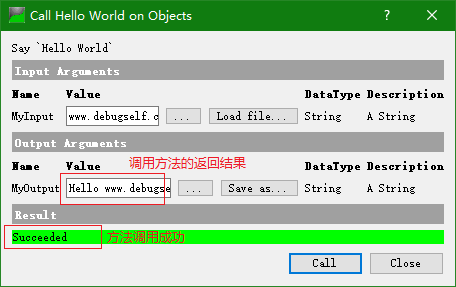 Call Hello World on Objects
Say `Hello World`
Input Arguments
Name Value DataType Description
MyInput www.debugself.c ... Load file... String A String
Output Arguments
调用方法的返回结果
Name Value DataType Description
MyOutput Hello www.debugse ... Save as... String A String
Result
Succeeded 方法调用成功
Call Close